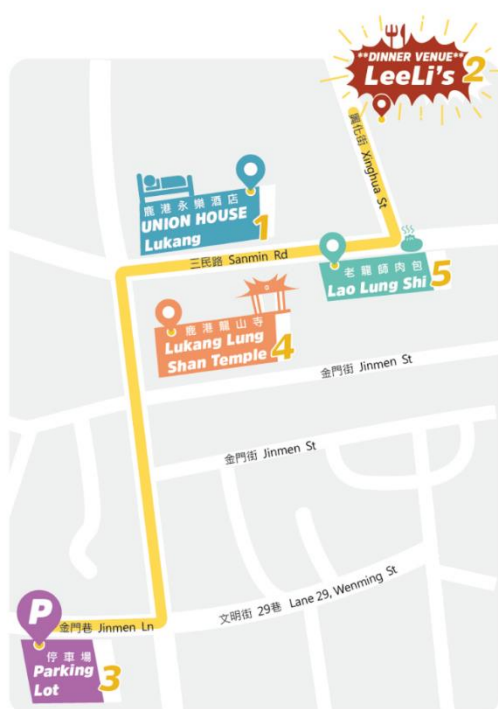 **DINNER VENUE**
LeeLi's 2
興化街 Xinghua St
鹿港永樂酒店
UNION HOUSE
Lukang 1
三民路 Sanmin Rd
老龍師肉包
Lao Lung Shi 5
鹿港龍山寺
Lukang Lung
Shan Temple 4
金門街 Jinmen St
金門街 Jinmen St
文明街 29巷 Lane 29, Wenming St
P
金門巷 Jinmen Ln
停車場
Parking
Lot 3